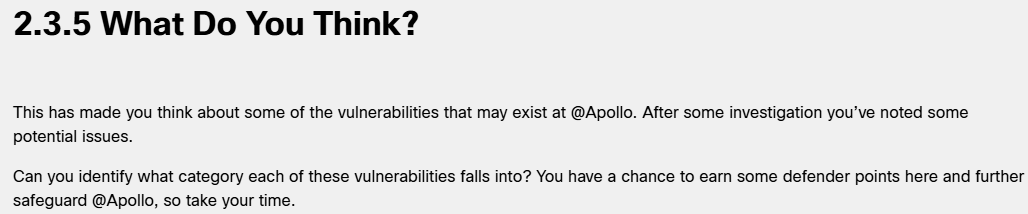 2.3.5 What Do You Think?
This has made you think about some of the vulnerabilities that may exist at @Apollo. After some investigation you’ve noted some
potential issues.
Can you identify what category each of these vulnerabilities falls into? You have a chance to earn some defender points here and further
safeguard @Apollo, so take your time.